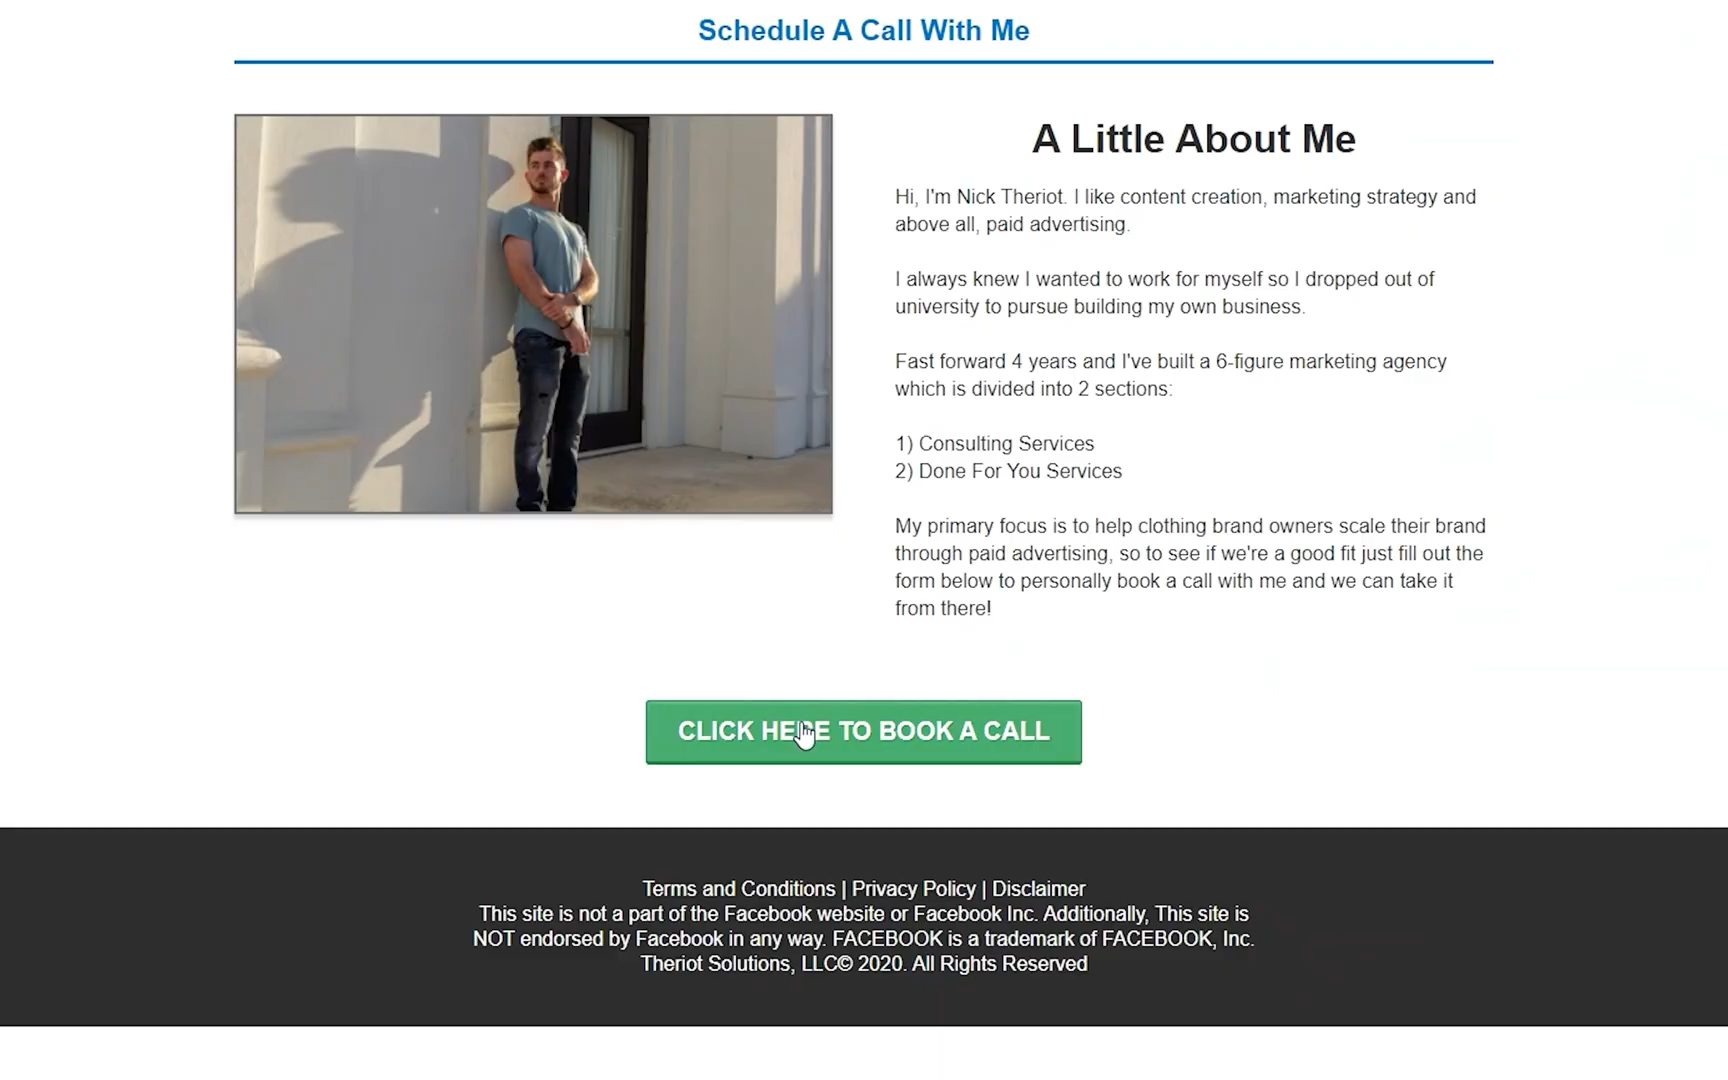 Schedule A Call With Me
A Little About Me
Hi, I'm Nick Theriot. I like content creation, marketing strategy and
above all, paid advertising.
I always knew I wanted to work for myself so I dropped out of
university to pursue building my own business.
Fast forward 4 years and I've built a 6-figure marketing agency
which is divided into 2 sections:
1) Consulting Services
2) Done For You Services
My primary focus is to help clothing brand owners scale their brand
through paid advertising, so to see if we're a good fit just fill out the
form below to personally book a call with me and we can take it
from there!
CLICK HERE TO BOOK A CALL
Terms and Conditions | Privacy Policy | Disclaimer
This site is not a part of the Facebook website or Facebook Inc. Additionally, This site is
NOT endorsed by Facebook in any way. FACEBOOK is a trademark of FACEBOOK, Inc.
Theriot Solutions, LLC© 2020. All Rights Reserved